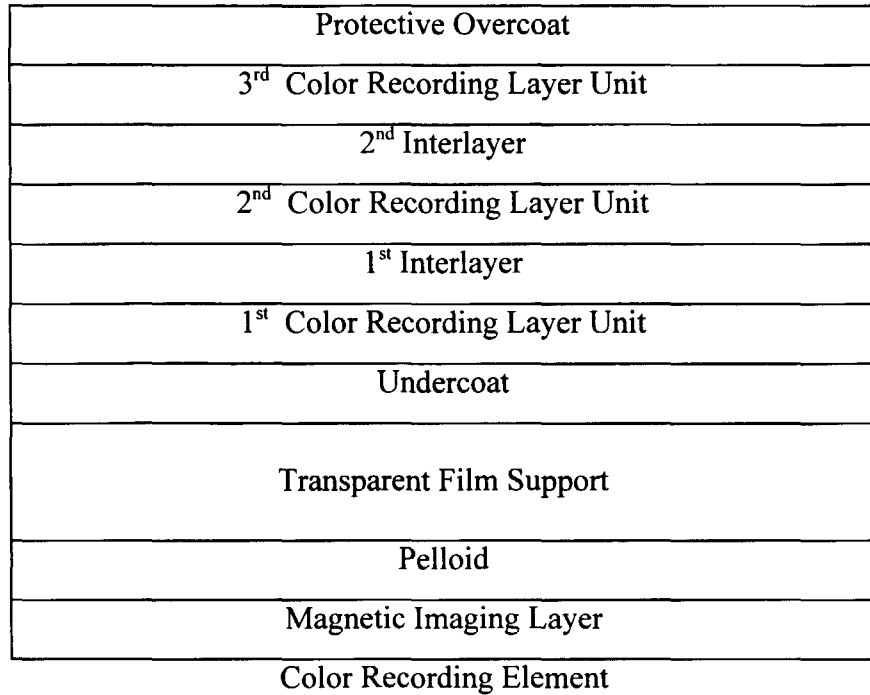 Protective Overcoat
3rd Color Recording Layer Unit
2nd Interlayer
2nd Color Recording Layer Unit
1st Interlayer
1st Color Recording Layer Unit
Undercoat
Transparent Film Support
Pelloid
Magnetic Imaging Layer
Color Recording Element